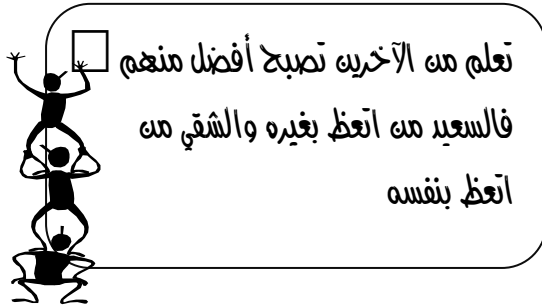 تعلم من الآخرين تصبح أفضل منهم
فالسعيد من اتعظ بغيره والشقي من
اتعظ بنفسه